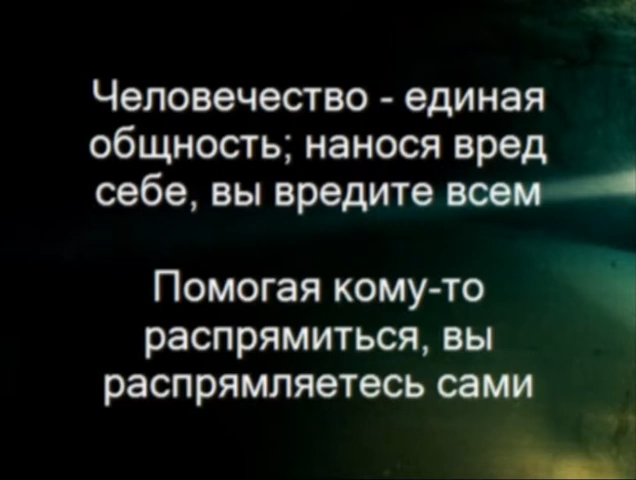 Человечество - единая
общность; нанося вред
себе, вы вредите всем
Помогая кому-то
распрямиться, вы
распрямляетесь сами